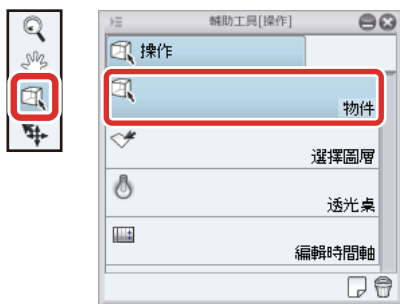 輔助工具[操作]
操作
物件
選擇圖層
透光桌
編輯時間軸